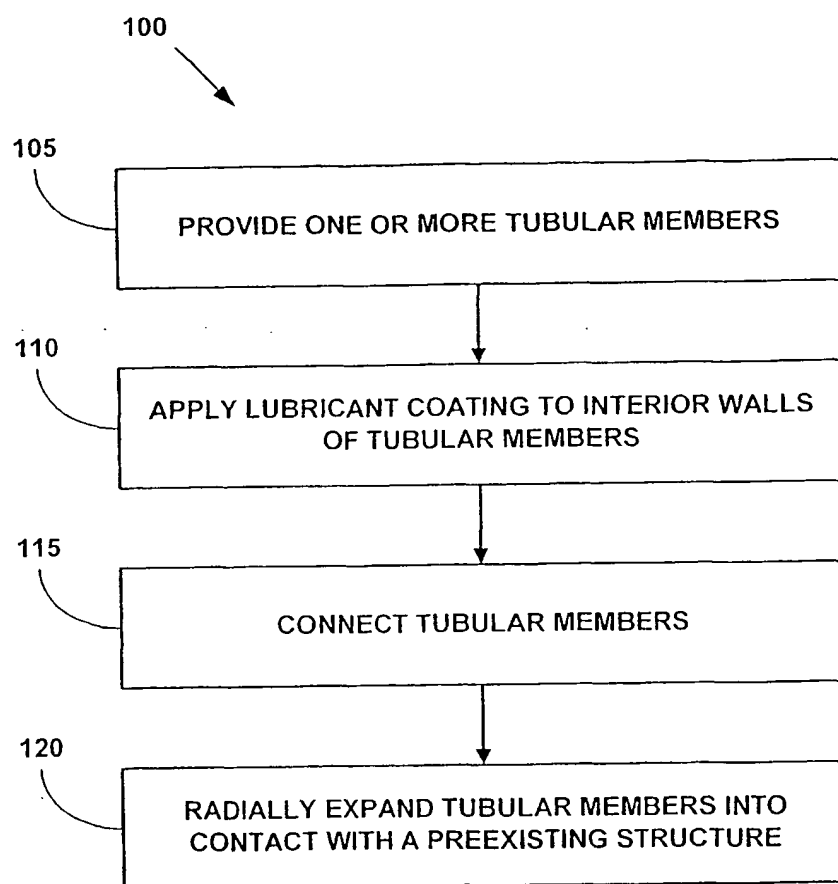 100
105
PROVIDE ONE OR MORE TUBULAR MEMBERS
110
APPLY LUBRICANT COATING TO INTERIOR WALLS
OF TUBULAR MEMBERS
115
CONNECT TUBULAR MEMBERS
120
RADIALLY EXPAND TUBULAR MEMBERS INTO
CONTACT WITH A PREEXISTING STRUCTURE